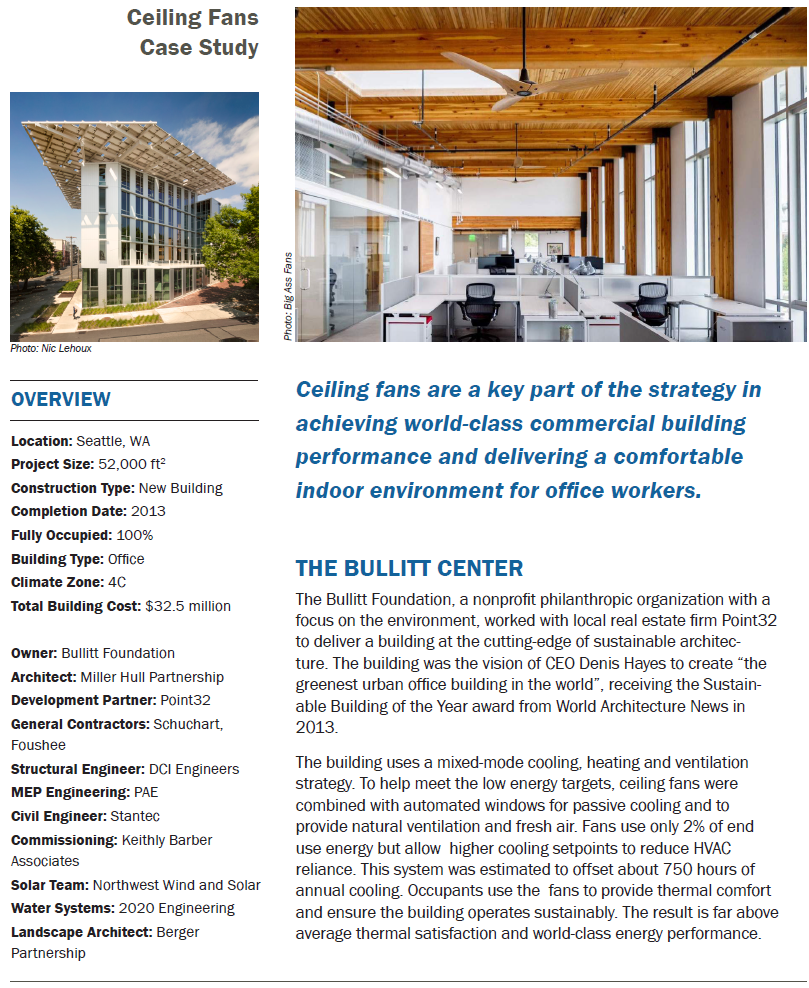 Ceiling Fans
Case Study
Photo: Nic Lehoux
Photo: Big Ass Fans
OVERVIEW
Location: Seattle, WA
Project Size: 52,000 ft²
Construction Type: New Building
Completion Date: 2013
Fully Occupied: 100%
Building Type: Office
Climate Zone: 4C
Total Building Cost: $32.5 million
Owner: Bullitt Foundation
Architect: Miller Hull Partnership
Development Partner: Point32
General Contractors: Schuchart,
Foushee
Structural Engineer: DCI Engineers
MEP Engineering: PAE
Civil Engineer: Stantec
Commissioning: Keithly Barber
Associates
Solar Team: Northwest Wind and Solar
Water Systems: 2020 Engineering
Landscape Architect: Berger
Partnership
Ceiling fans are a key part of the strategy in
achieving world-class commercial building
performance and delivering a comfortable
indoor environment for office workers.
THE BULLITT CENTER
The Bullitt Foundation, a nonprofit philanthropic organization with a
focus on the environment, worked with local real estate firm Point32
to deliver a building at the cutting-edge of sustainable architec-
ture. The building was the vision of CEO Denis Hayes to create “the
greenest urban office building in the world”, receiving the Sustain-
able Building of the Year award from World Architecture News in
2013.
The building uses a mixed-mode cooling, heating and ventilation
strategy. To help meet the low energy targets, ceiling fans were
combined with automated windows for passive cooling and to
provide natural ventilation and fresh air. Fans use only 2% of end
use energy but allow  higher cooling setpoints to reduce HVAC
reliance. This system was estimated to offset about 750 hours of
annual cooling. Occupants use the  fans to provide thermal comfort
and ensure the building operates sustainably. The result is far above
average thermal satisfaction and world-class energy performance.